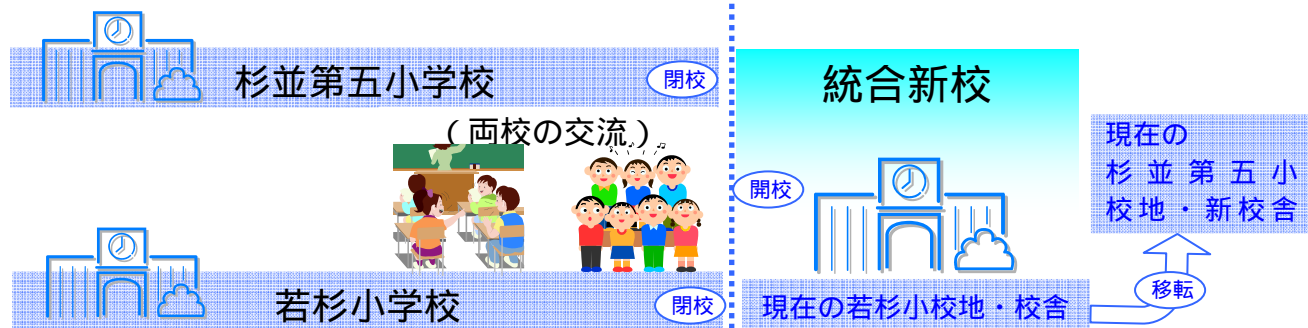 杉並第五小学校
閉校
(両校の交流)
若杉小学校
閉校
統合新校
開校
現在の若杉小校地・校舎
移転
現在の
杉並第五小
校地・新校舎